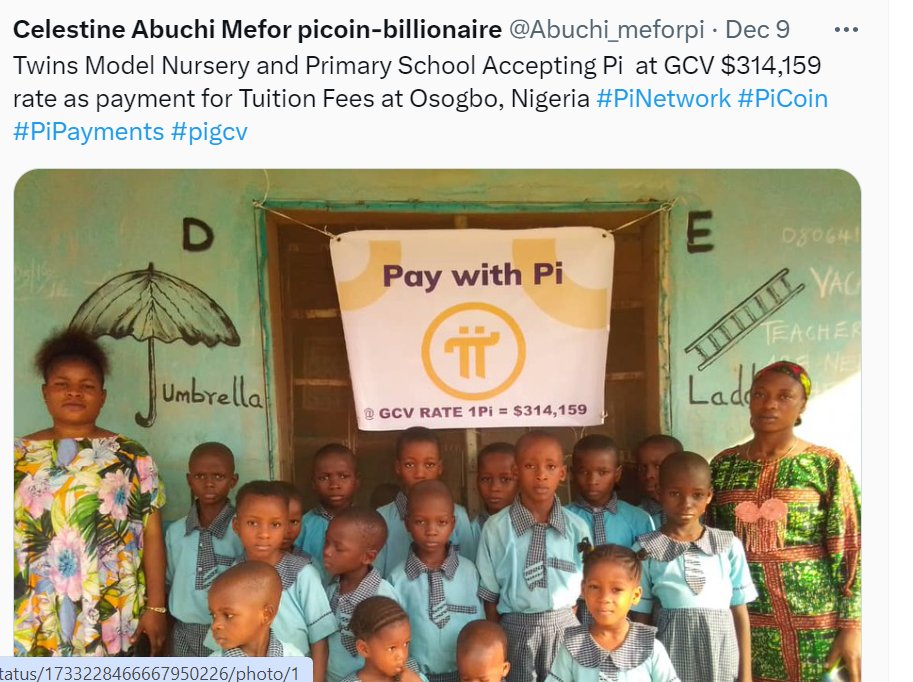 Celestine Abuchi Mefor picoin-billionaire @Abuchi_meforpi · Dec 9 ...
Twins Model Nursery and Primary School Accepting Pi at GCV $314,159
rate as payment for Tuition Fees at Osogbo, Nigeria #PiNetwork #PiCoin
#PiPayments #pigcv
D
E
D80641
Pay with Pi
VAC
TEACHER
Umbrella
Ladd
@ GCV RATE 1Pi = $314,159
tatus/1733228466667950226/photo/1